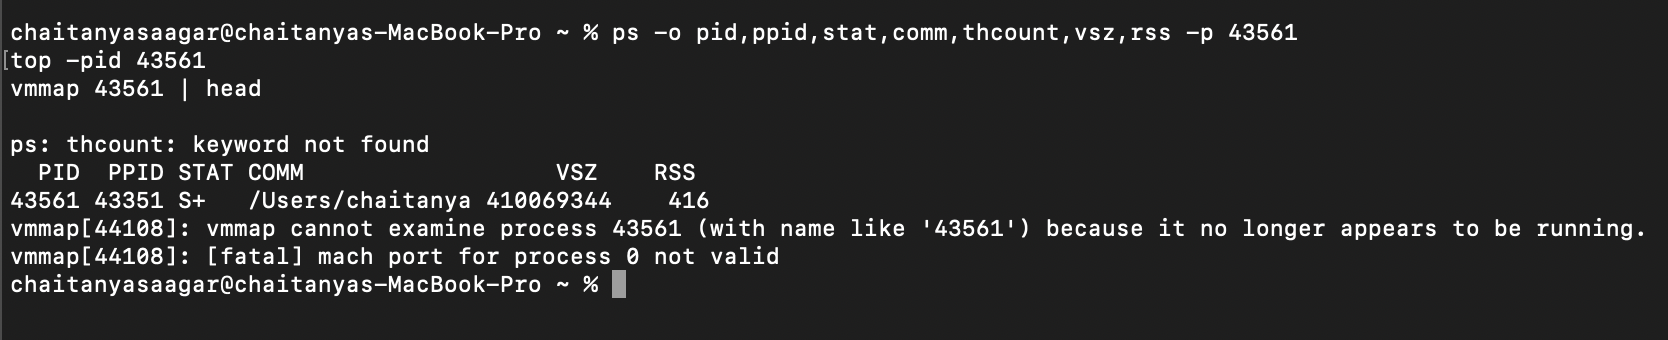 chaitanyasaagar@chaitanyas-MacBook-Pro ~ % ps -o pid,ppid,stat,comm,thcount,vsz,rss -p 43561
[top -pid 43561
vmmap 43561 | head
ps: thcount: keyword not found
  PID  PPID STAT COMM                  VSZ    RSS
43561 43351 S+   /Users/chaitanya 410069344    416
vmmap[44108]: vmmap cannot examine process 43561 (with name like '43561') because it no longer appears to be running.
vmmap[44108]: [fatal] mach port for process 0 not valid
chaitanyasaagar@chaitanyas-MacBook-Pro ~ %